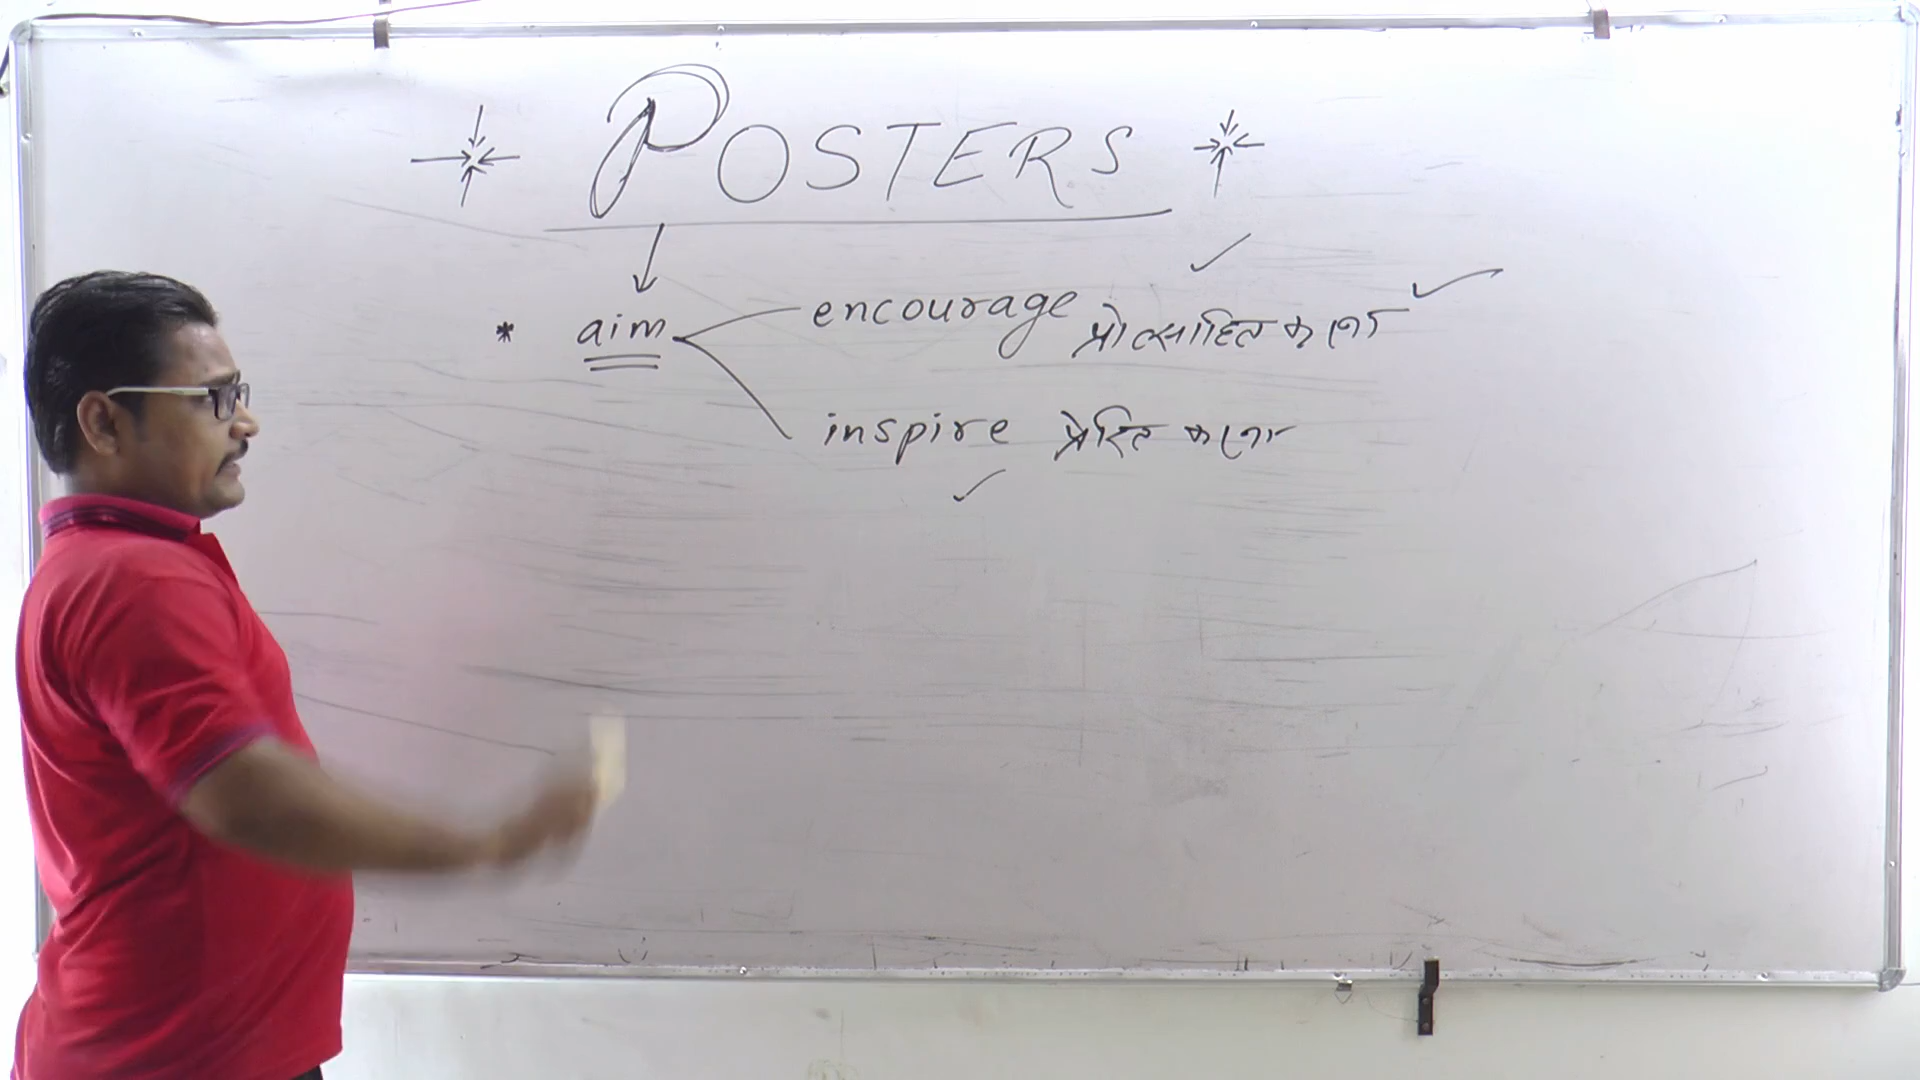 POSTERS
* aim encourage प्रोत्साहित करना
inspire प्रेरित करना